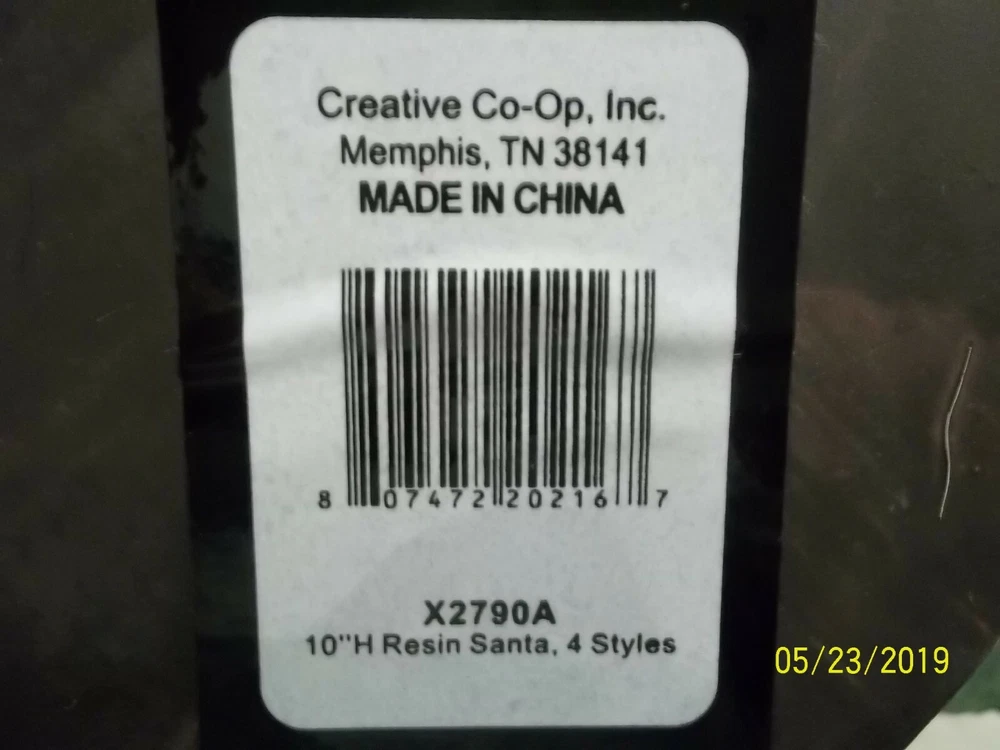 Creative Co-Op, Inc.
Memphis, TN 38141
MADE IN CHINA
8 07472 20216 7
X2790A
10"H Resin Santa, 4 Styles
05/23/2019